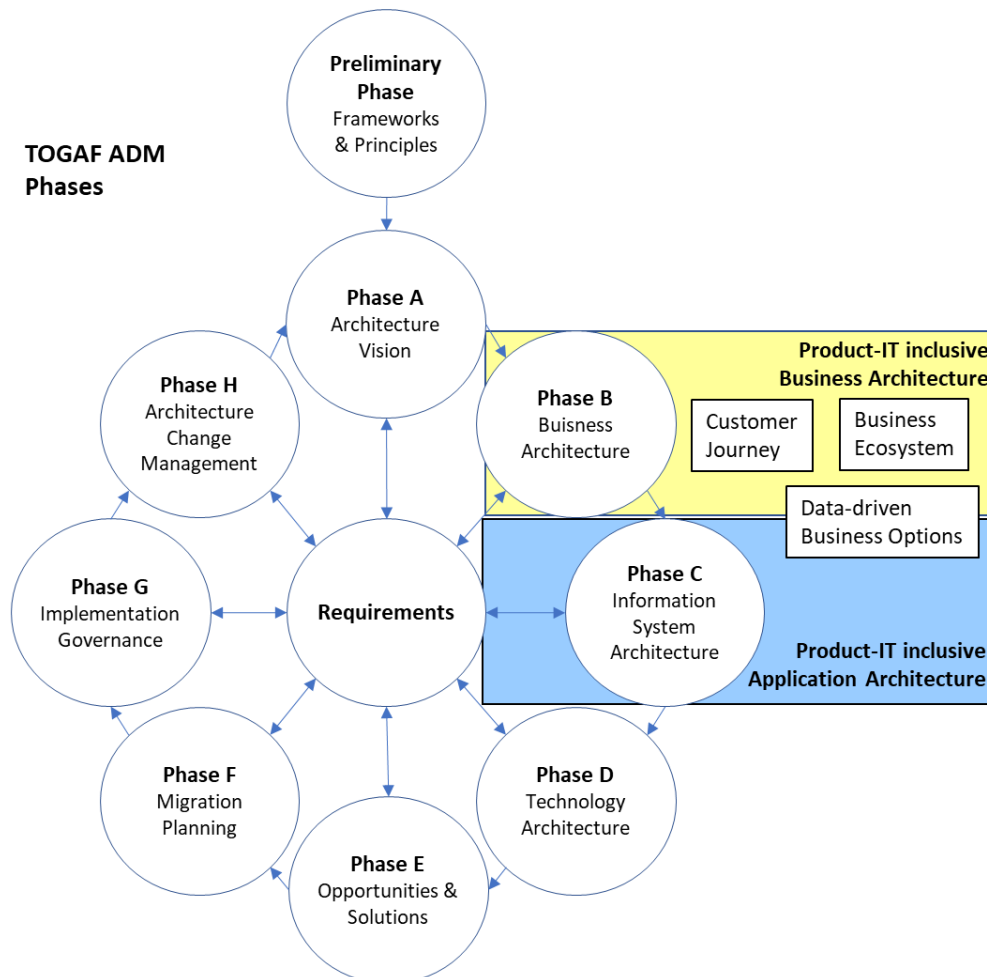 Preliminary
Phase
Frameworks
& Principles
TOGAF ADM
Phases
Phase A
Architecture
Vision
Product-IT inclusive
Business Architecture
Phase H
Architecture
Change
Management
Phase B
Buisness
Architecture
Customer
Journey
Business
Ecosystem
Data-driven
Business Options
Phase G
Implementation
Governance
Requirements
Phase C
Information
System
Architecture
Product-IT inclusive
Application Architecture
Phase F
Migration
Planning
Phase D
Technology
Architecture
Phase E
Opportunities &
Solutions